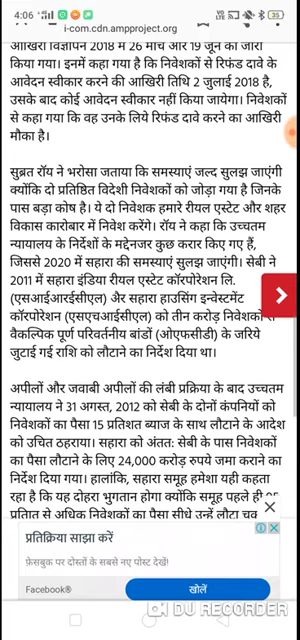 4:06
i-com.cdn.ampproject.org
आखिरी विज्ञापन 2018 में 26 मार्च और 19 जून को जारी
किया गया। इनमें कहा गया है कि निवेशकों से रिफंड दावे के
आवेदन स्वीकार करने की आखिरी तिथि 2 जुलाई 2018 है,
उसके बाद कोई आवेदन स्वीकार नहीं किया जायेगा। निवेशकों
से कहा गया कि वह उनके लिये रिफंड दावे करने का आखिरी
मौका है।
सुब्रत रॉय ने भरोसा जताया कि समस्याएं जल्द सुलझ जाएंगी
क्योंकि दो प्रतिष्ठित विदेशी निवेशकों को जोड़ा गया है जिनके
पास बड़ा कोष है। ये दो निवेशक हमारे रीयल एस्टेट और शहर
विकास कारोबार में निवेश करेंगे। रॉय ने कहा कि उच्चतम
न्यायालय के निर्देशों के मद्देनजर कुछ करार किए गए हैं,
जिससे 2020 में सहारा की समस्याएं सुलझ जाएंगी। सेबी ने
2011 में सहारा इंडिया रीयल एस्टेट कॉरपोरेशन लि.
(एसआईआरईसीएल) और सहारा हाउसिंग इन्वेस्टमेंट
कॉरपोरेशन (एसएचआईसीएल) को तीन करोड़ निवेशकों
वैकल्पिक पूर्ण परिवर्तनीय बांडों (ओएफसीडी) के जरिये
जुटाई गई राशि को लौटाने का निर्देश दिया था।
अपीलों और जवाबी अपीलों की लंबी प्रक्रिया के बाद उच्चतम
न्यायालय ने 31 अगस्त, 2012 को सेबी के दोनों कंपनियों को
निवेशकों का पैसा 15 प्रतिशत ब्याज के साथ लौटाने के आदेश
को उचित ठहराया। सहारा को अंततः सेबी के पास निवेशकों
का पैसा लौटाने के लिए 24,000 करोड़ रुपये जमा कराने का
निर्देश दिया गया। हालांकि, सहारा समूह हमेशा यही कहता
रहा है कि यह दोहरा भुगतान होगा क्योंकि समूह पहले ही
से अधिक निवेशकों का पैसा सीधे उन्हें लौटा
प्रतिक्रिया साझा करें
फ़ेसबुक पर दोस्तों के सबसे नए पोस्ट देखें!
Facebook®
खोलें
DU RECORDER